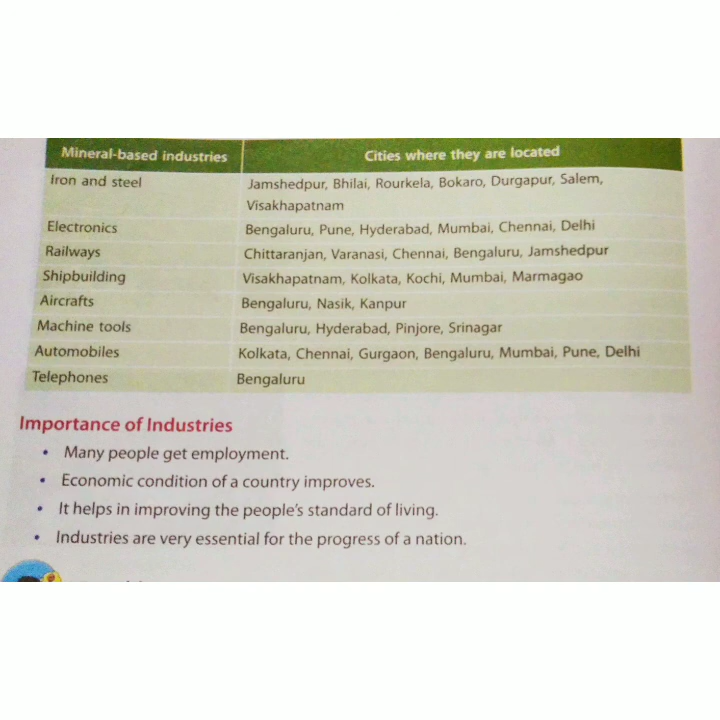 Mineral-based industries Cities where they are located
Iron and steel Jamshedpur, Bhilai, Rourkela, Bokaro, Durgapur, Salem,
Visakhapatnam
Electronics Bengaluru, Pune, Hyderabad, Mumbai, Chennai, Delhi
Railways Chittaranjan, Varanasi, Chennai, Bengaluru, Jamshedpur
Shipbuilding Visakhapatnam, Kolkata, Kochi, Mumbai, Marmagao
Aircrafts Bengaluru, Nasik, Kanpur
Machine tools Bengaluru, Hyderabad, Pinjore, Srinagar
Automobiles Kolkata, Chennai, Gurgaon, Bengaluru, Mumbai, Pune, Delhi
Telephones Bengaluru
Importance of Industries
• Many people get employment.
• Economic condition of a country improves.
• It helps in improving the people's standard of living.
• Industries are very essential for the progress of a nation.